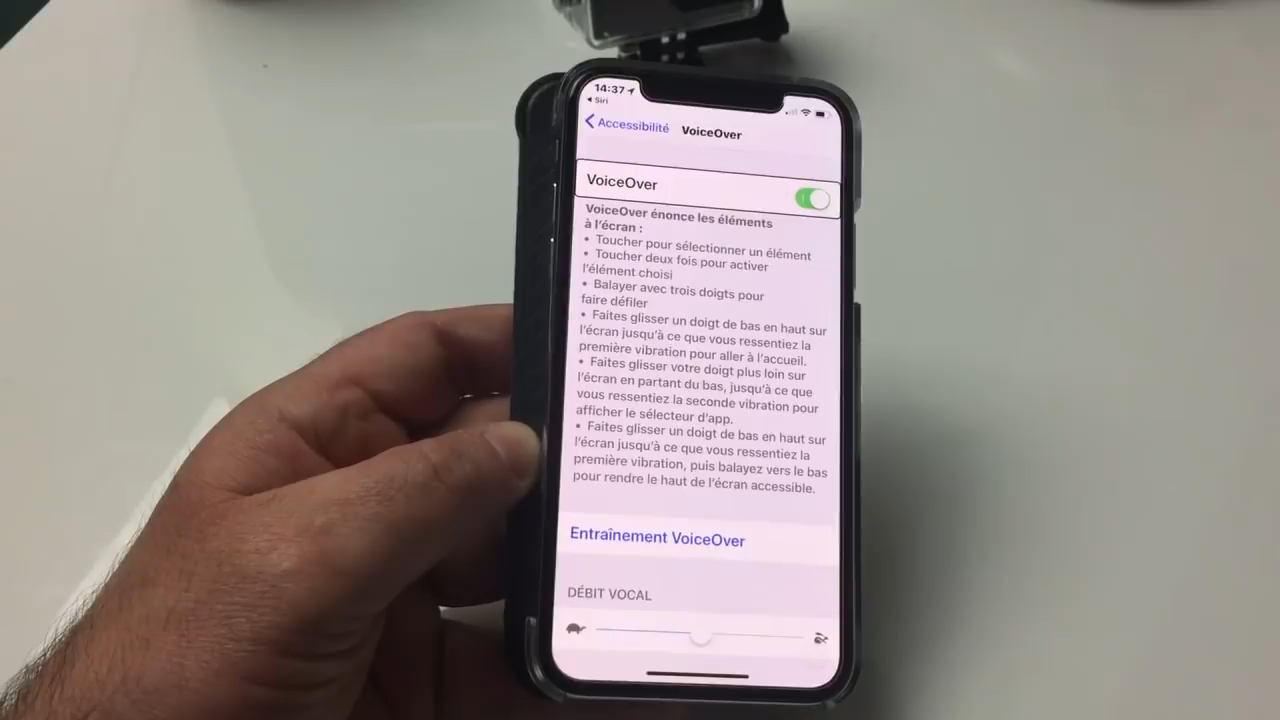 14:37
Siri
Accessibilité
VoiceOver
VoiceOver
VoiceOver énonce les éléments
à l'écran :
• Toucher pour sélectionner un élément
• Toucher deux fois pour activer
l'élément choisi
• Balayer avec trois doigts pour
faire défiler
• Faites glisser un doigt de bas en haut sur
l'écran jusqu'à ce que vous ressentiez la
première vibration pour aller à l'accueil.
• Faites glisser votre doigt plus loin sur
l'écran en partant du bas, jusqu'à ce que
vous ressentiez la seconde vibration pour
afficher le sélecteur d'app.
• Faites glisser un doigt de bas en haut sur
l'écran jusqu'à ce que vous ressentiez la
première vibration, puis balayez vers le bas
pour rendre le haut de l'écran accessible.
Entraînement VoiceOver
DÉBIT VOCAL